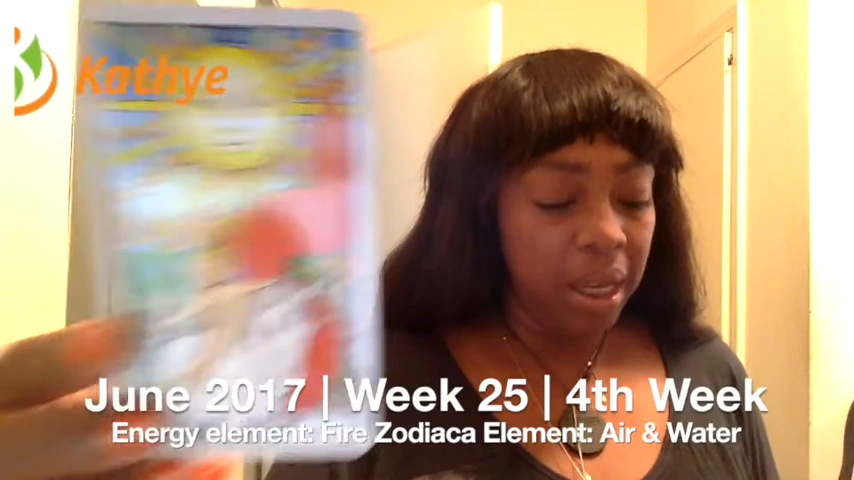 Kathye
June 2017 | Week 25 | 4th Week
Energy element: Fire Zodiaca Element: Air & Water